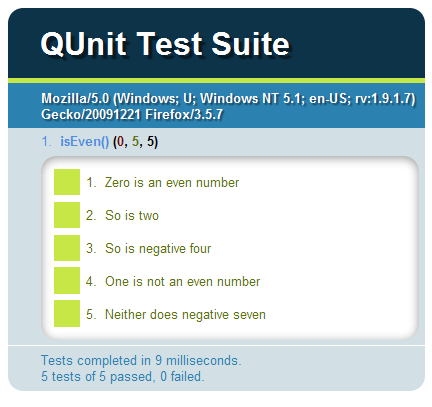 QUnit Test Suite
Mozilla/5.0 (Windows; U; Windows NT 5.1; en-US; rv:1.9.1.7)
Gecko/20091221 Firefox/3.5.7
1. isEven() (0, 5, 5)
1. Zero is an even number
2. So is two
3. So is negative four
4. One is not an even number
5. Neither does negative seven
Tests completed in 9 milliseconds.
5 tests of 5 passed, 0 failed.